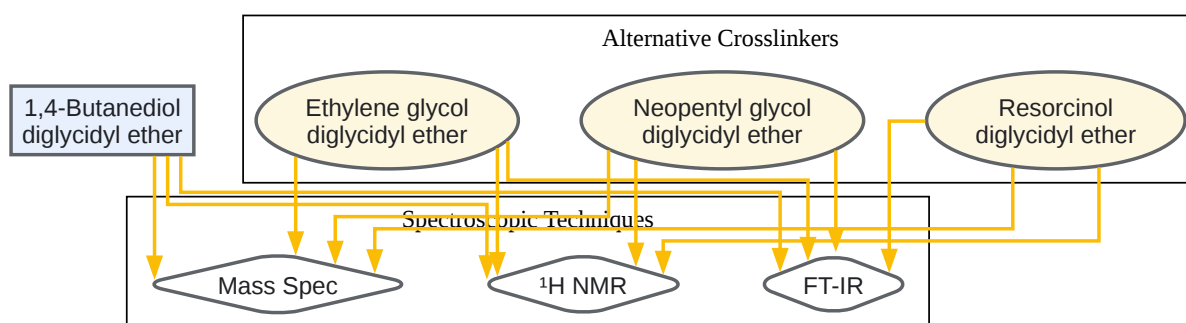 Alternative Crosslinkers
1,4-Butanediol
diglycidyl ether
Ethylene glycol
diglycidyl ether
Neopentyl glycol
diglycidyl ether
Resorcinol
diglycidyl ether
Spectroscopic Techniques
Mass Spec
¹H NMR
FT-IR